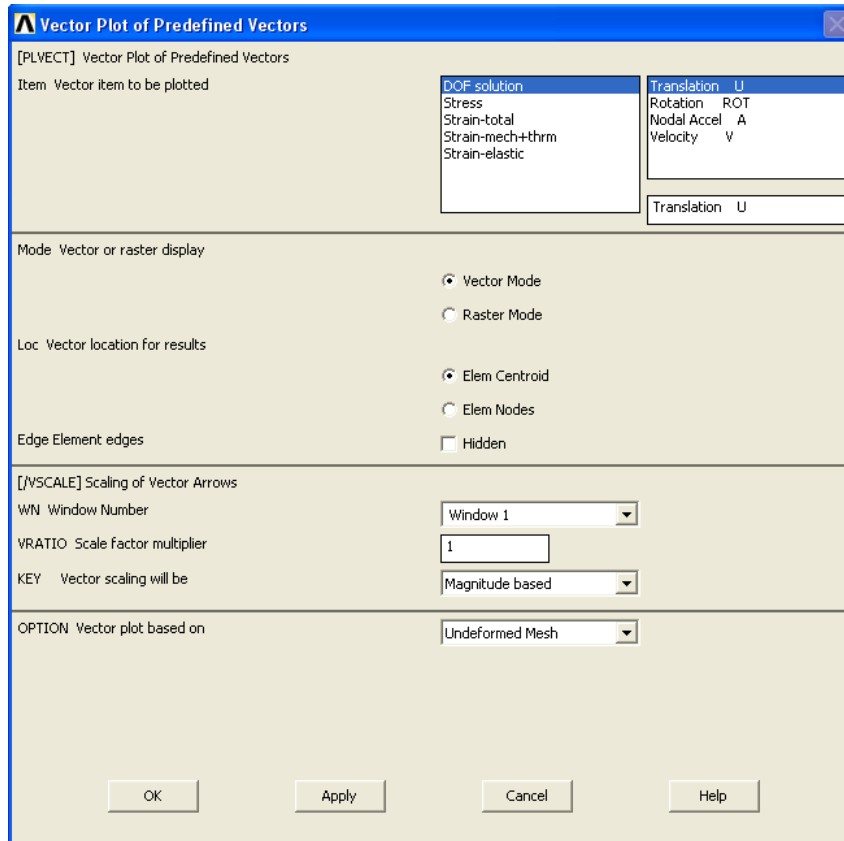 Vector Plot of Predefined Vectors
[PLVECT] Vector Plot of Predefined Vectors
Item Vector item to be plotted
DOF solution
Stress
Strain-total
Strain-mech+thrm
Strain-elastic
Translation U
Rotation ROT
Nodal Accel A
Velocity V
Translation U
Mode Vector or raster display
Vector Mode
Raster Mode
Loc Vector location for results
Elem Centroid
Elem Nodes
Edge Element edges
Hidden
[/VSCALE] Scaling of Vector Arrows
WN Window Number
Window 1
VRATIO Scale factor multiplier
1
KEY Vector scaling will be
Magnitude based
OPTION Vector plot based on
Undeformed Mesh
OK Apply Cancel Help